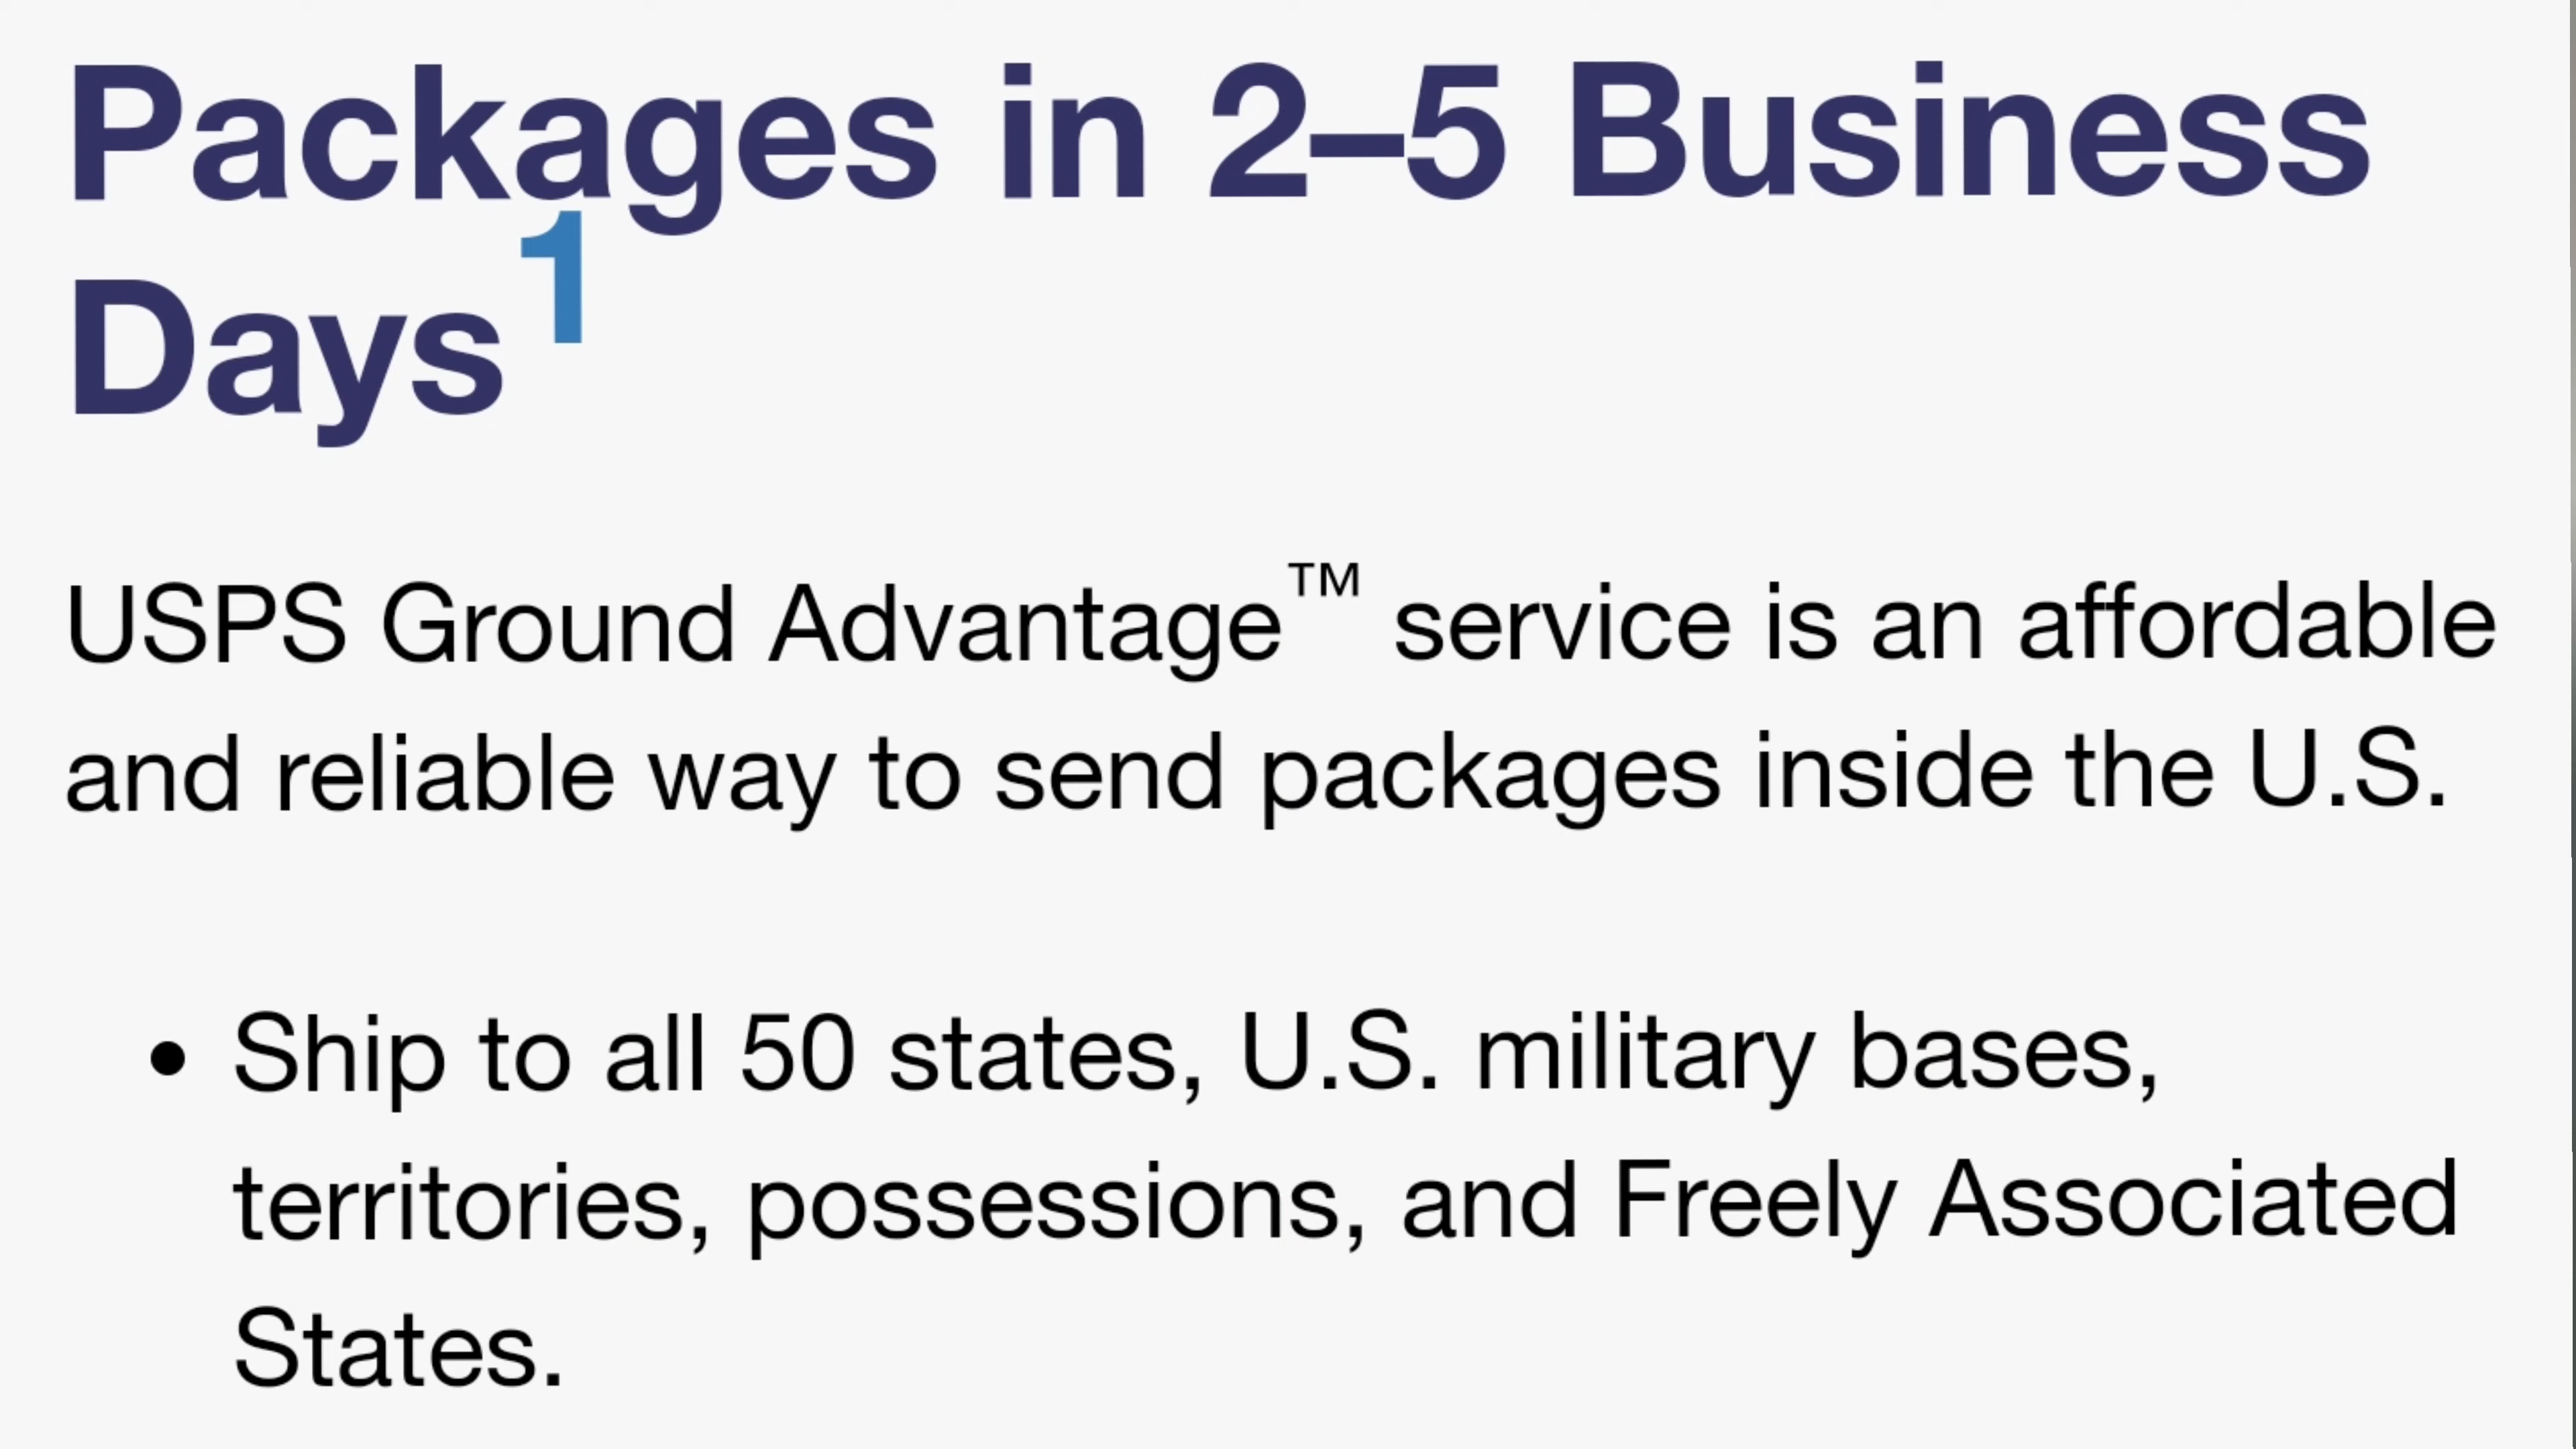 Packages in 2–5 Business
Days¹
USPS Ground Advantage™ service is an affordable
and reliable way to send packages inside the U.S.
• Ship to all 50 states, U.S. military bases,
territories, possessions, and Freely Associated
States.